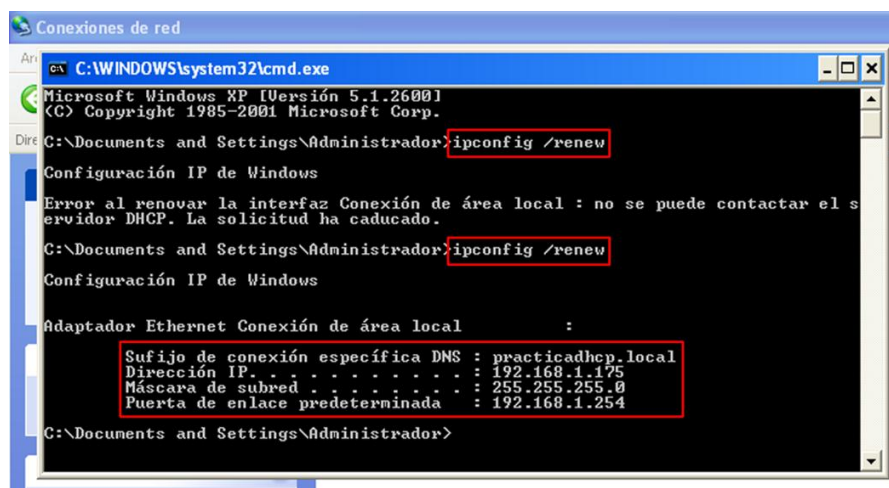 Conexiones de red
C:\WINDOWS\system32\cmd.exe
Microsoft Windows XP [Versión 5.1.2600]
(C) Copyright 1985-2001 Microsoft Corp.
C:\Documents and Settings\Administrador>ipconfig /renew
Configuración IP de Windows
Error al renovar la interfaz Conexión de área local : no se puede contactar el s
ervidor DHCP. La solicitud ha caducado.
C:\Documents and Settings\Administrador>ipconfig /renew
Configuración IP de Windows
Adaptador Ethernet Conexión de área local          :
Sufijo de conexión específica DNS : practicadhcp.local
Dirección IP. . . . . . . . . . . : 192.168.1.175
Máscara de subred . . . . . . . . : 255.255.255.0
Puerta de enlace predeterminada   : 192.168.1.254
C:\Documents and Settings\Administrador>